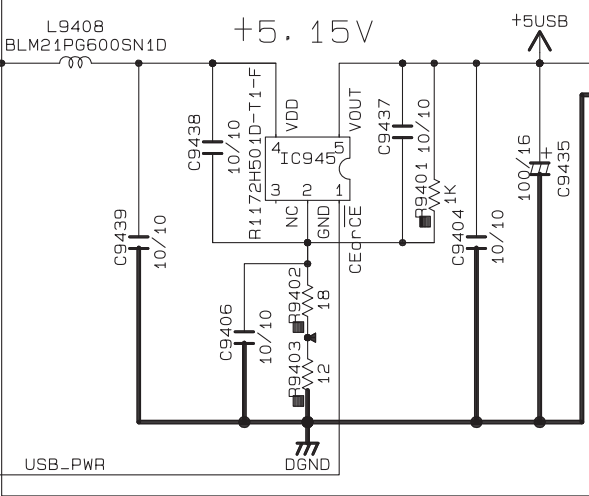 L9408
BLM21PG600SN1D
+5.15V
+5USB
C9438
10/10
R1172H501D-T1-F
VDD
VOUT
C9437
10/10
4
5
IC945
3
2
1
NC
GND
CEorCE
R9401
1K
C9404
10/10
100/16
+
C9435
C9439
10/10
C9406
10/10
R9402
18
R9403
12
USB_PWR
DGND